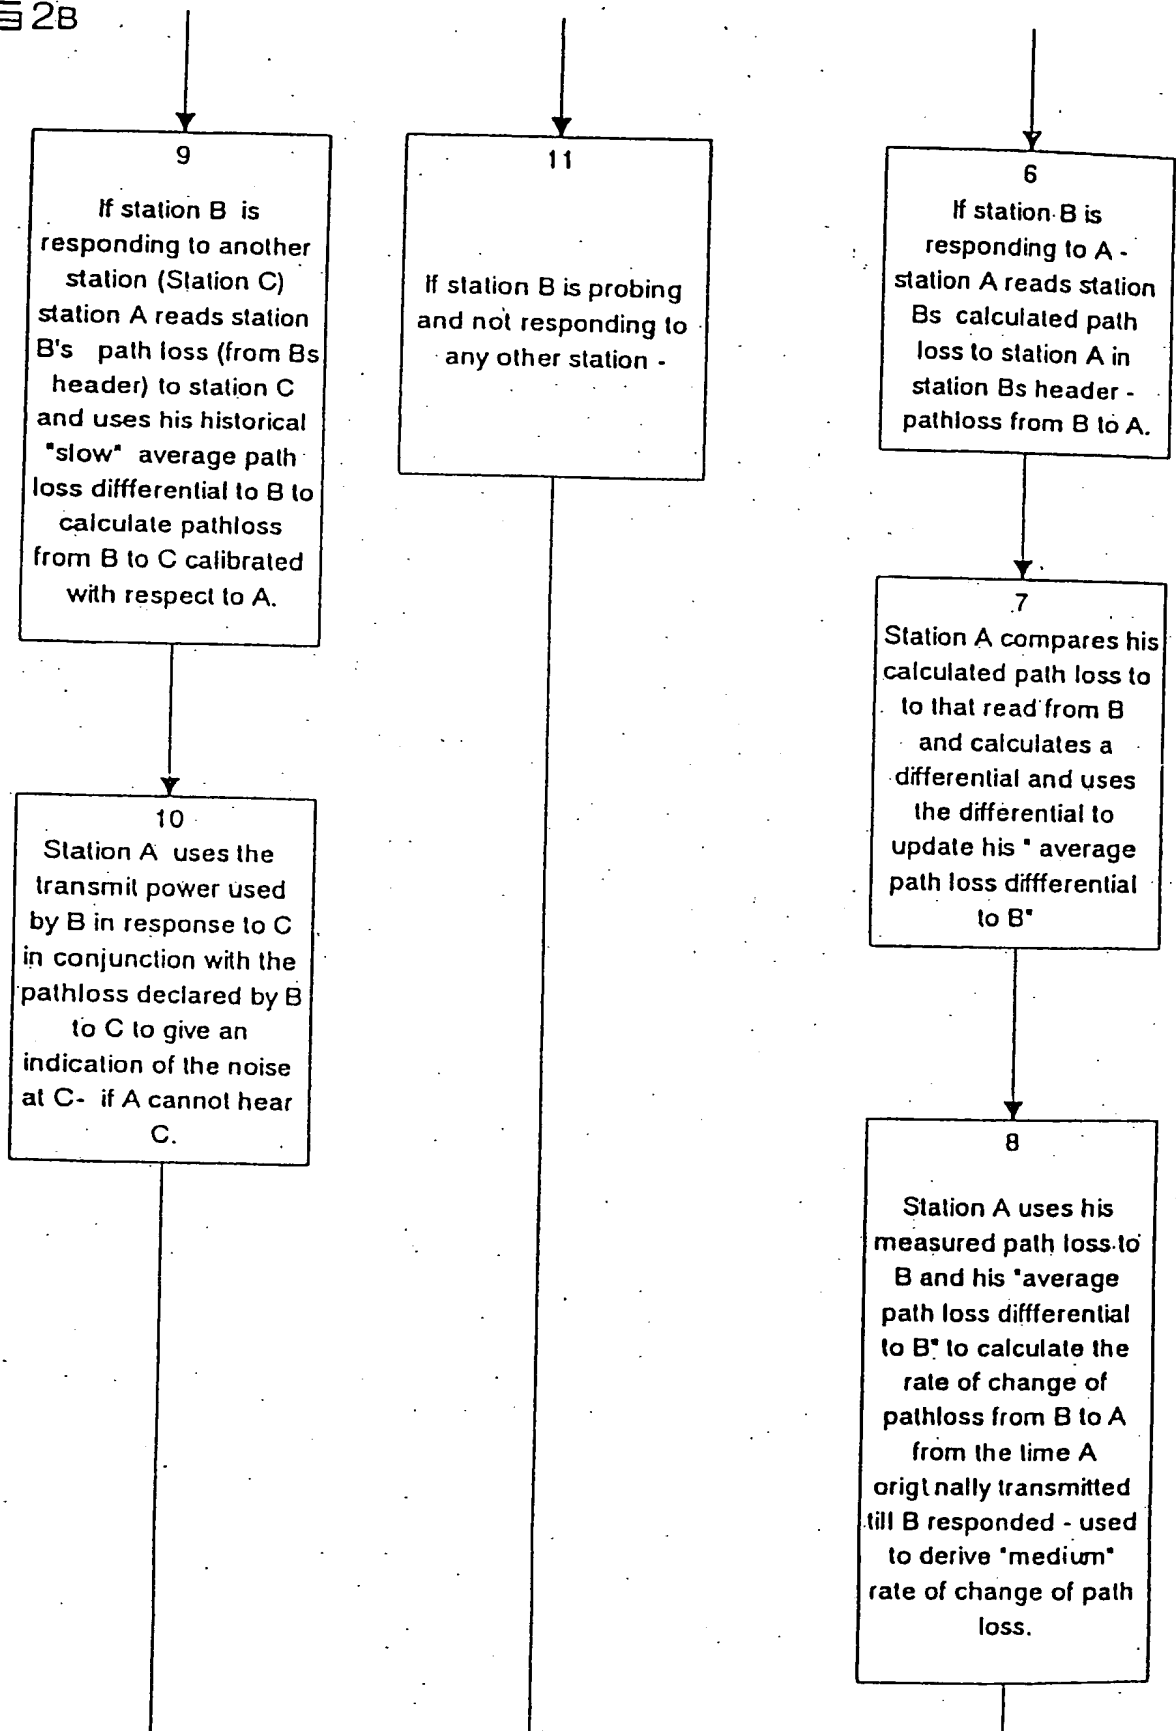 2B
9
If station B is
responding to another
station (Station C)
station A reads station
B's path loss (from Bs
header) to station C
and uses his historical
"slow" average path
loss diffferential to B to
calculate pathloss
from B to C calibrated
with respect to A.
10
Station A uses the
transmit power used
by B in response to C
in conjunction with the
pathloss declared by B
to C to give an
indication of the noise
at C- if A cannot hear
C.
11
If station B is probing
and not responding to
any other station -
6
If station B is
responding to A -
station A reads station
Bs calculated path
loss to station A in
station Bs header -
pathloss from B to A.
7
Station A compares his
calculated path loss to
to that read from B
and calculates a
differential and uses
the differential to
update his " average
path loss diffferential
to B"
8
Station A uses his
measured path loss to
B and his "average
path loss diffferential
to B" to calculate the
rate of change of
pathloss from B to A
from the time A
origt nally transmitted
till B responded - used
to derive "medium"
rate of change of path
loss.